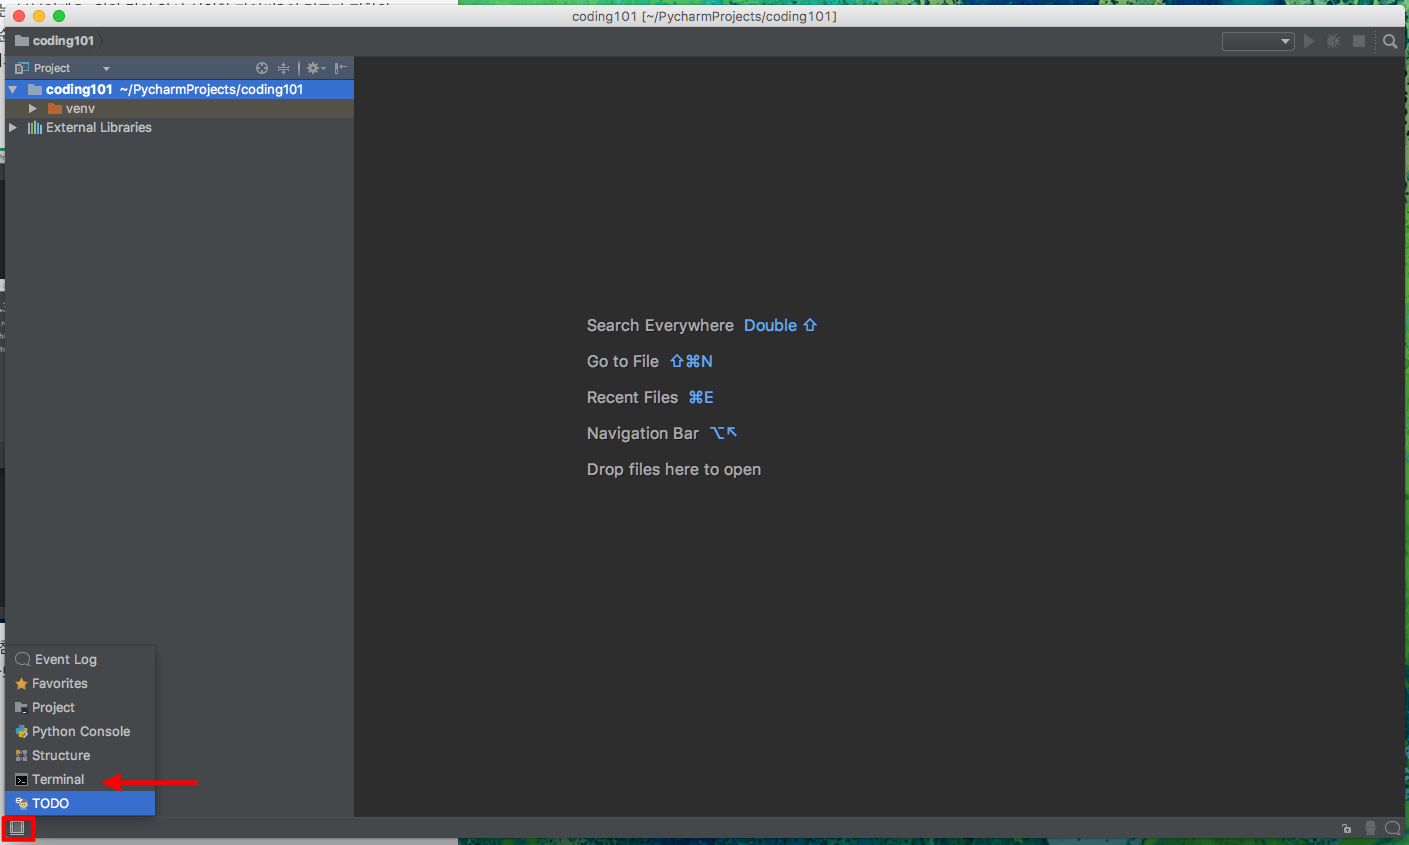 coding101 [~/PycharmProjects/coding101]
coding101
Project
coding101 ~/PycharmProjects/coding101
venv
External Libraries
Search Everywhere Double ⇧
Go to File ⇧⌘N
Recent Files ⌘E
Navigation Bar ⌥↖
Drop files here to open
Event Log
Favorites
Project
Python Console
Structure
Terminal
TODO